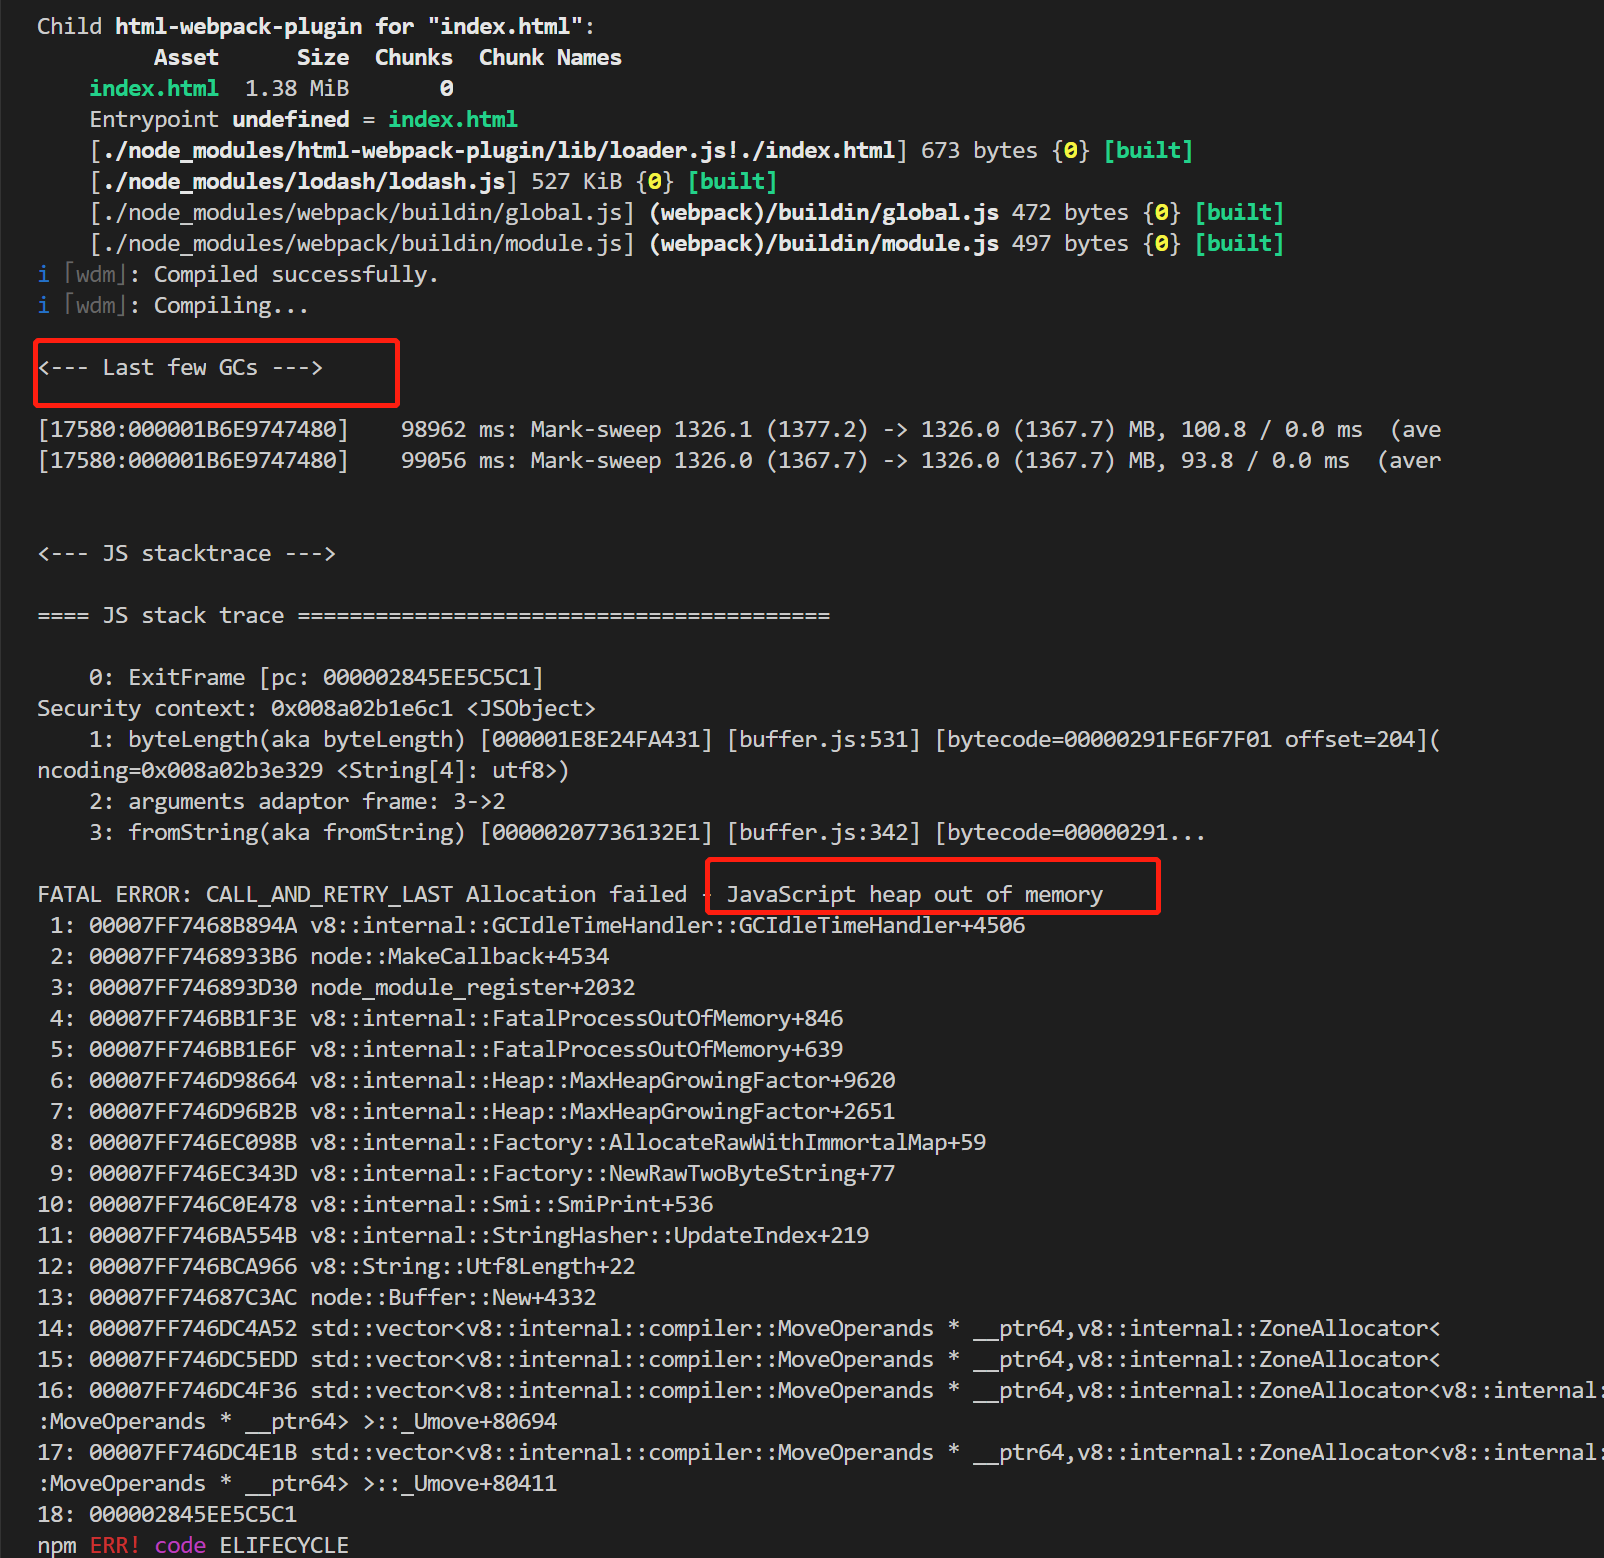 Child html-webpack-plugin for "index.html":
Asset Size Chunks Chunk Names
index.html 1.38 MiB 0
Entrypoint undefined = index.html
[./node_modules/html-webpack-plugin/lib/loader.js!./index.html] 673 bytes {0} [built]
[./node_modules/lodash/lodash.js] 527 KiB {0} [built]
[./node_modules/webpack/buildin/global.js] (webpack)/buildin/global.js 472 bytes {0} [built]
[./node_modules/webpack/buildin/module.js] (webpack)/buildin/module.js 497 bytes {0} [built]
i ｢wdm｣: Compiled successfully.
i ｢wdm｣: Compiling...
<--- Last few GCs --->
[17580:000001B6E9747480] 98962 ms: Mark-sweep 1326.1 (1377.2) -> 1326.0 (1367.7) MB, 100.8 / 0.0 ms (ave
[17580:000001B6E9747480] 99056 ms: Mark-sweep 1326.0 (1367.7) -> 1326.0 (1367.7) MB, 93.8 / 0.0 ms (aver
<--- JS stacktrace --->
==== JS stack trace =========================================
0: ExitFrame [pc: 000002845EE5C5C1]
Security context: 0x008a02b1e6c1 <JSObject>
1: byteLength(aka byteLength) [000001E8E24FA431] [buffer.js:531] [bytecode=00000291FE6F7F01 offset=204](
ncoding=0x008a02b3e329 <String[4]: utf8>)
2: arguments adaptor frame: 3->2
3: fromString(aka fromString) [00000207736132E1] [buffer.js:342] [bytecode=00000291...
FATAL ERROR: CALL_AND_RETRY_LAST Allocation failed - JavaScript heap out of memory
1: 00007FF7468B894A v8::internal::GCIdleTimeHandler::GCIdleTimeHandler+4506
2: 00007FF7468933B6 node::MakeCallback+4534
3: 00007FF746893D30 node_module_register+2032
4: 00007FF746BB1F3E v8::internal::FatalProcessOutOfMemory+846
5: 00007FF746BB1E6F v8::internal::FatalProcessOutOfMemory+639
6: 00007FF746D98664 v8::internal::Heap::MaxHeapGrowingFactor+9620
7: 00007FF746D96B2B v8::internal::Heap::MaxHeapGrowingFactor+2651
8: 00007FF746EC098B v8::internal::Factory::AllocateRawWithImmortalMap+59
9: 00007FF746EC343D v8::internal::Factory::NewRawTwoByteString+77
10: 00007FF746C0E478 v8::internal::Smi::SmiPrint+536
11: 00007FF746BA554B v8::internal::StringHasher::UpdateIndex+219
12: 00007FF746BCA966 v8::String::Utf8Length+22
13: 00007FF74687C3AC node::Buffer::New+4332
14: 00007FF746DC4A52 std::vector<v8::internal::compiler::MoveOperands * __ptr64,v8::internal::ZoneAllocator<
15: 00007FF746DC5EDD std::vector<v8::internal::compiler::MoveOperands * __ptr64,v8::internal::ZoneAllocator<
16: 00007FF746DC4F36 std::vector<v8::internal::compiler::MoveOperands * __ptr64,v8::internal::ZoneAllocator<v8::internal:
:MoveOperands * __ptr64> >::_Umove+80694
17: 00007FF746DC4E1B std::vector<v8::internal::compiler::MoveOperands * __ptr64,v8::internal::ZoneAllocator<v8::internal:
:MoveOperands * __ptr64> >::_Umove+80411
18: 000002845EE5C5C1
npm ERR! code ELIFECYCLE